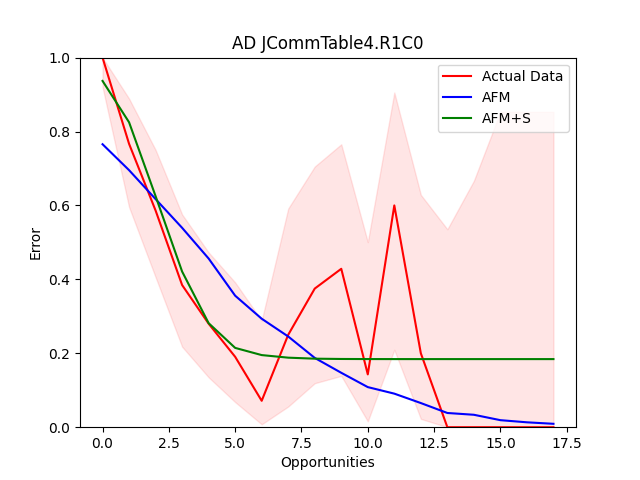 AD JCommTable4.R1C0
Actual Data
AFM
AFM+S
Error
1.0
0.8
0.6
0.4
0.2
0.0
0.0 2.5 5.0 7.5 10.0 12.5 15.0 17.5
Opportunities